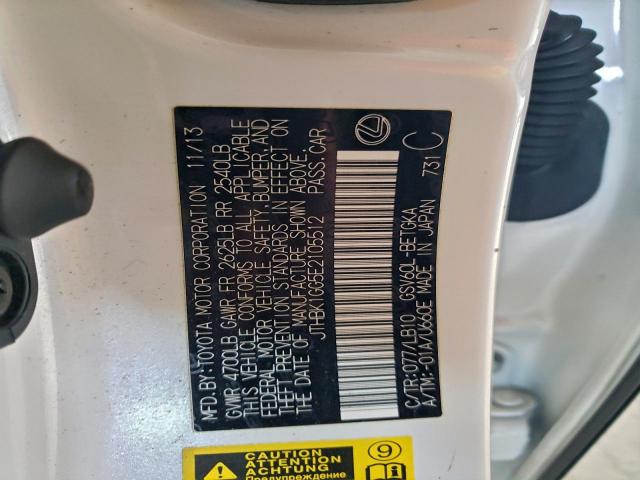 MFD.BY:TOYOTA MOTOR CORPORATION 11/13
GVWR 4700LB GAWR FR 2625LB RR 2540LB
THIS VEHICLE CONFORMS TO ALL APPLICABLE
FEDERAL MOTOR VEHICLE SAFETY, BUMPER, AND
THEFT PREVENTION STANDARDS IN EFFECT ON
THE DATE OF MANUFACTURE SHOWN ABOVE.
JTHBK1GG5E2105512 PASS.CAR
C/TR:077/LB10 GSV60L-BETGKA
A/TM:-01A/U660E MADE IN JAPAN 731 C
CAUTION
ATTENTION
ACHTUNG
Предупреждение
9